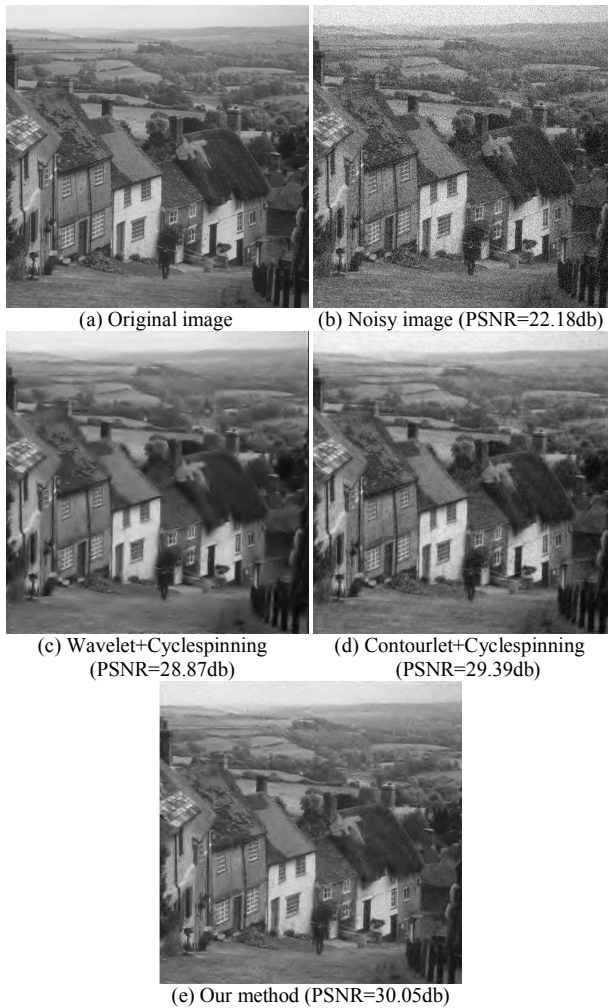 (a) Original image
(b) Noisy image (PSNR=22.18db)
(c) Wavelet+Cyclespinning
(PSNR=28.87db)
(d) Contourlet+Cyclespinning
(PSNR=29.39db)
(e) Our method (PSNR=30.05db)